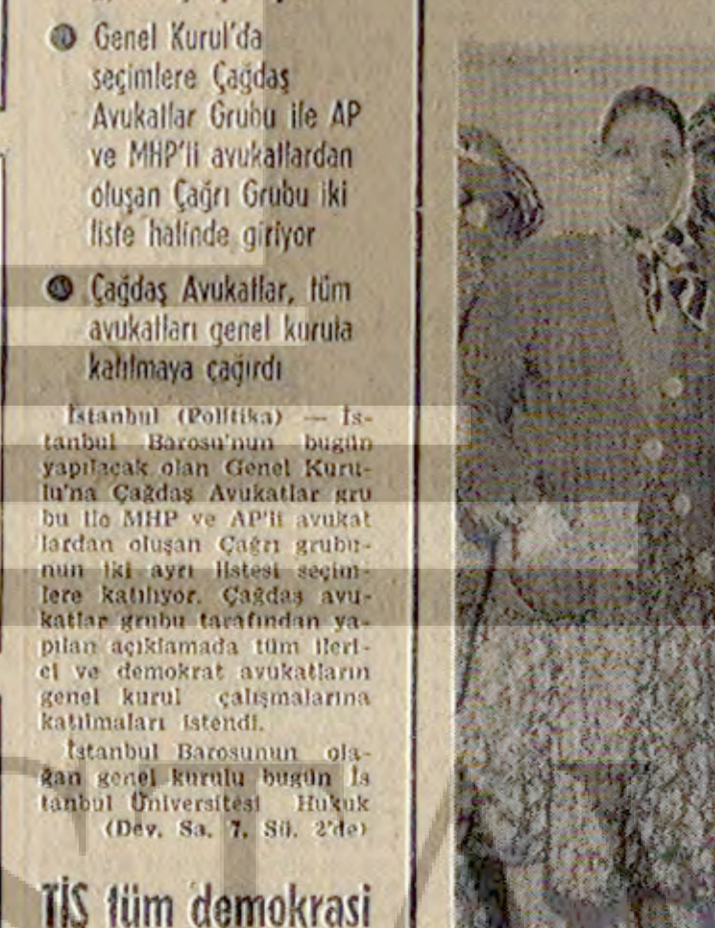 Genel Kurul'da
seçimlere Çağdaş
Avukatlar Grubu ile AP
ve MHP'li avukatlardan
oluşan Çağrı Grubu iki
liste halinde giriyor
Çağdaş Avukatlar, tüm
avukatları genel kurula
katılmaya çağırdı
İstanbul (Politika) — İs-
tanbul Barosu'nun bugün
yapılacak olan Genel Kuru-
lu'na Çağdaş Avukatlar gru
bu ile MHP ve AP'li avukat
lardan oluşan Çağrı grubu-
nun iki ayrı listesi seçim-
lere katılıyor. Çağdaş avu-
katlar grubu tarafından ya-
pılan açıklamada tüm ileri-
ci ve demokrat avukatların
genel kurul çalışmalarına
katılmaları istendi.
İstanbul Barosunun ola-
ğan genel kurulu bugün İs
tanbul Üniversitesi Hukuk
(Dev. Sa. 7, Sü. 2'de)
TİS tüm demokrasi